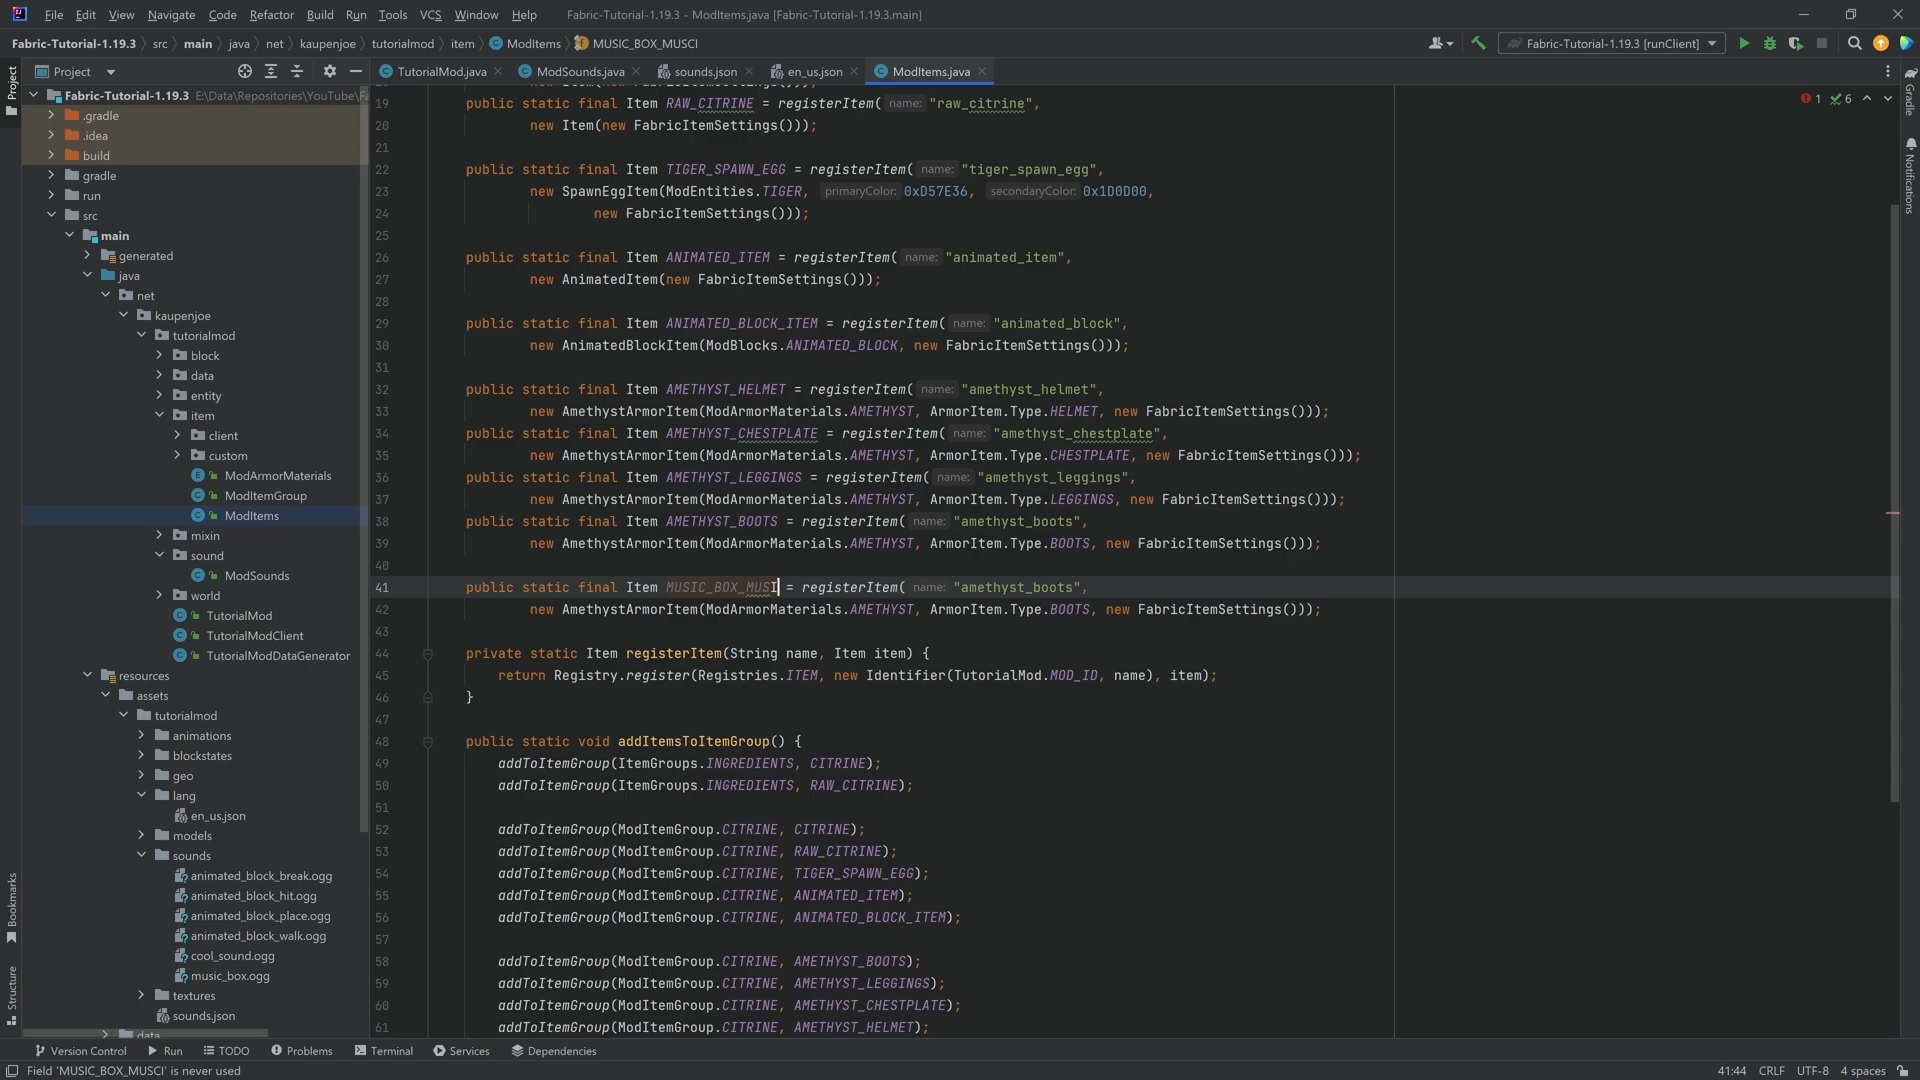 File Edit View Navigate Code Refactor Build Run Tools VCS Window Help Fabric-Tutorial-1.19.3 - ModItems.java [Fabric-Tutorial-1.19.3.main]
Fabric-Tutorial-1.19.3 src main java net kaupenjoe tutorialmod item ModItems MUSIC_BOX_MUSCI Fabric-Tutorial-1.19.3 [runClient]
Project
TutorialMod.java ModSounds.java sounds.json en_us.json ModItems.java
Project
Bookmarks
Structure
Gradle
Notifications
Fabric-Tutorial-1.19.3 E:\Data\Repositories\YouTube\Fa
.gradle
.idea
build
gradle
run
src
main
generated
java
net
kaupenjoe
tutorialmod
block
data
entity
item
client
custom
ModArmorMaterials
ModItemGroup
ModItems
mixin
sound
ModSounds
world
TutorialMod
TutorialModClient
TutorialModDataGenerator
resources
assets
tutorialmod
animations
blockstates
geo
lang
en_us.json
models
sounds
animated_block_break.ogg
animated_block_hit.ogg
animated_block_place.ogg
animated_block_walk.ogg
cool_sound.ogg
music_box.ogg
textures
sounds.json
data
1 6
19 public static final Item RAW_CITRINE = registerItem( name: "raw_citrine",
20 new Item(new FabricItemSettings()));
21
22 public static final Item TIGER_SPAWN_EGG = registerItem( name: "tiger_spawn_egg",
23 new SpawnEggItem(ModEntities.TIGER, primaryColor: 0xD57E36, secondaryColor: 0x1D0D00,
24 new FabricItemSettings()));
25
26 public static final Item ANIMATED_ITEM = registerItem( name: "animated_item",
27 new AnimatedItem(new FabricItemSettings()));
28
29 public static final Item ANIMATED_BLOCK_ITEM = registerItem( name: "animated_block",
30 new AnimatedBlockItem(ModBlocks.ANIMATED_BLOCK, new FabricItemSettings()));
31
32 public static final Item AMETHYST_HELMET = registerItem( name: "amethyst_helmet",
33 new AmethystArmorItem(ModArmorMaterials.AMETHYST, ArmorItem.Type.HELMET, new FabricItemSettings()));
34 public static final Item AMETHYST_CHESTPLATE = registerItem( name: "amethyst_chestplate",
35 new AmethystArmorItem(ModArmorMaterials.AMETHYST, ArmorItem.Type.CHESTPLATE, new FabricItemSettings()));
36 public static final Item AMETHYST_LEGGINGS = registerItem( name: "amethyst_leggings",
37 new AmethystArmorItem(ModArmorMaterials.AMETHYST, ArmorItem.Type.LEGGINGS, new FabricItemSettings()));
38 public static final Item AMETHYST_BOOTS = registerItem( name: "amethyst_boots",
39 new AmethystArmorItem(ModArmorMaterials.AMETHYST, ArmorItem.Type.BOOTS, new FabricItemSettings()));
40
41 public static final Item MUSIC_BOX_MUSI = registerItem( name: "amethyst_boots",
42 new AmethystArmorItem(ModArmorMaterials.AMETHYST, ArmorItem.Type.BOOTS, new FabricItemSettings()));
43
44 private static Item registerItem(String name, Item item) {
45 return Registry.register(Registries.ITEM, new Identifier(TutorialMod.MOD_ID, name), item);
46 }
47
48 public static void addItemsToItemGroup() {
49 addToItemGroup(ItemGroups.INGREDIENTS, CITRINE);
50 addToItemGroup(ItemGroups.INGREDIENTS, RAW_CITRINE);
51
52 addToItemGroup(ModItemGroup.CITRINE, CITRINE);
53 addToItemGroup(ModItemGroup.CITRINE, RAW_CITRINE);
54 addToItemGroup(ModItemGroup.CITRINE, TIGER_SPAWN_EGG);
55 addToItemGroup(ModItemGroup.CITRINE, ANIMATED_ITEM);
56 addToItemGroup(ModItemGroup.CITRINE, ANIMATED_BLOCK_ITEM);
57
58 addToItemGroup(ModItemGroup.CITRINE, AMETHYST_BOOTS);
59 addToItemGroup(ModItemGroup.CITRINE, AMETHYST_LEGGINGS);
60 addToItemGroup(ModItemGroup.CITRINE, AMETHYST_CHESTPLATE);
61 addToItemGroup(ModItemGroup.CITRINE, AMETHYST_HELMET);
Version Control Run TODO Problems Terminal Services Dependencies
Field 'MUSIC_BOX_MUSCI' is never used 41:44 CRLF UTF-8 4 spaces